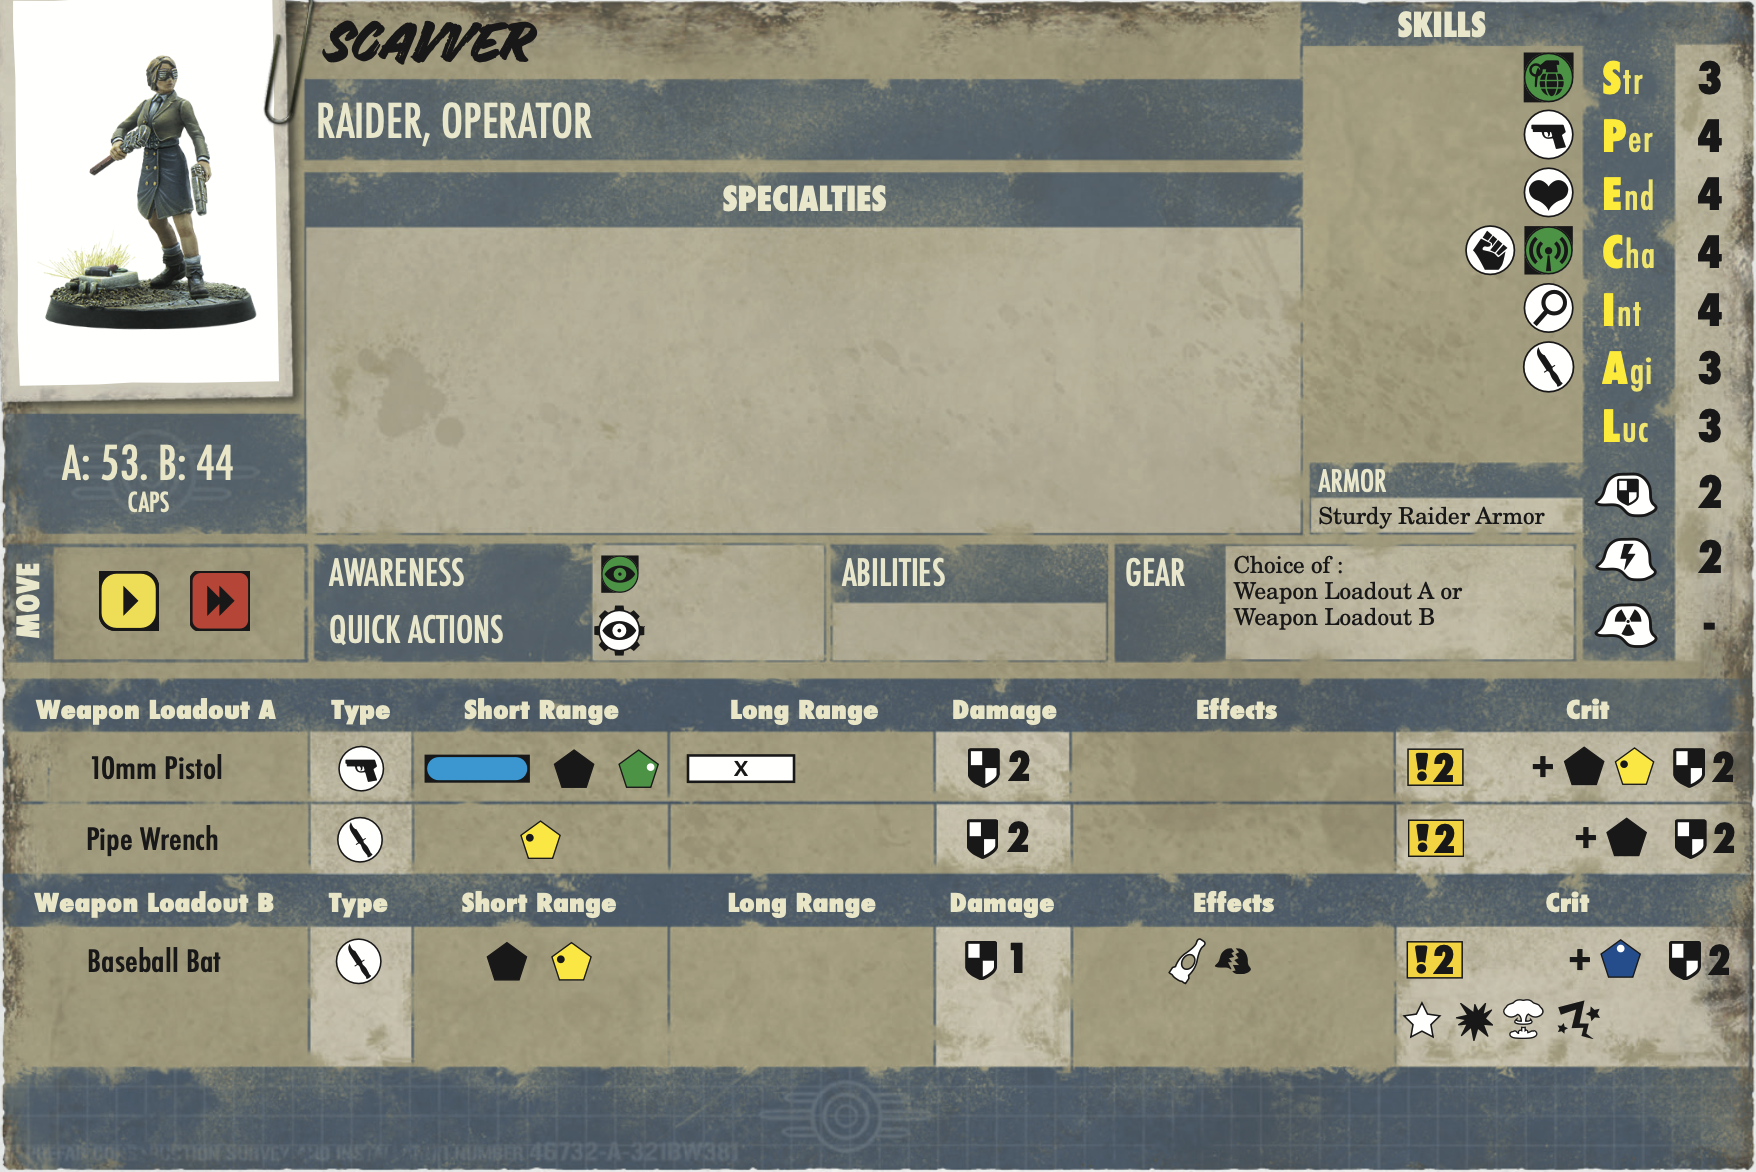 SCAVVER
RAIDER, OPERATOR
SPECIALTIES
A: 53. B: 44
CAPS
SKILLS
Str 3
Per 4
End 4
Cha 4
Int 4
Agi 3
Luc 3
ARMOR
Sturdy Raider Armor
2
2
-
MOVE
AWARENESS
QUICK ACTIONS
ABILITIES
GEAR
Choice of :
Weapon Loadout A or
Weapon Loadout B
Weapon Loadout A Type Short Range Long Range Damage Effects Crit
10mm Pistol X 2 !2 + 2
Pipe Wrench 2 !2 + 2
Weapon Loadout B Type Short Range Long Range Damage Effects Crit
Baseball Bat 1 !2 + 2